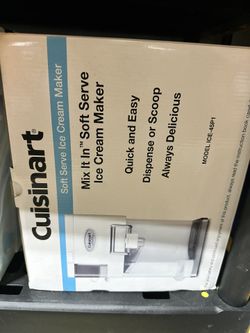 Cuisinart
Soft Serve Ice Cream Maker
Mix It In™ Soft Serve
Ice Cream Maker
Quick and Easy
Dispense or Scoop
Always Delicious
MODEL ICE-45P1
Cuisinart